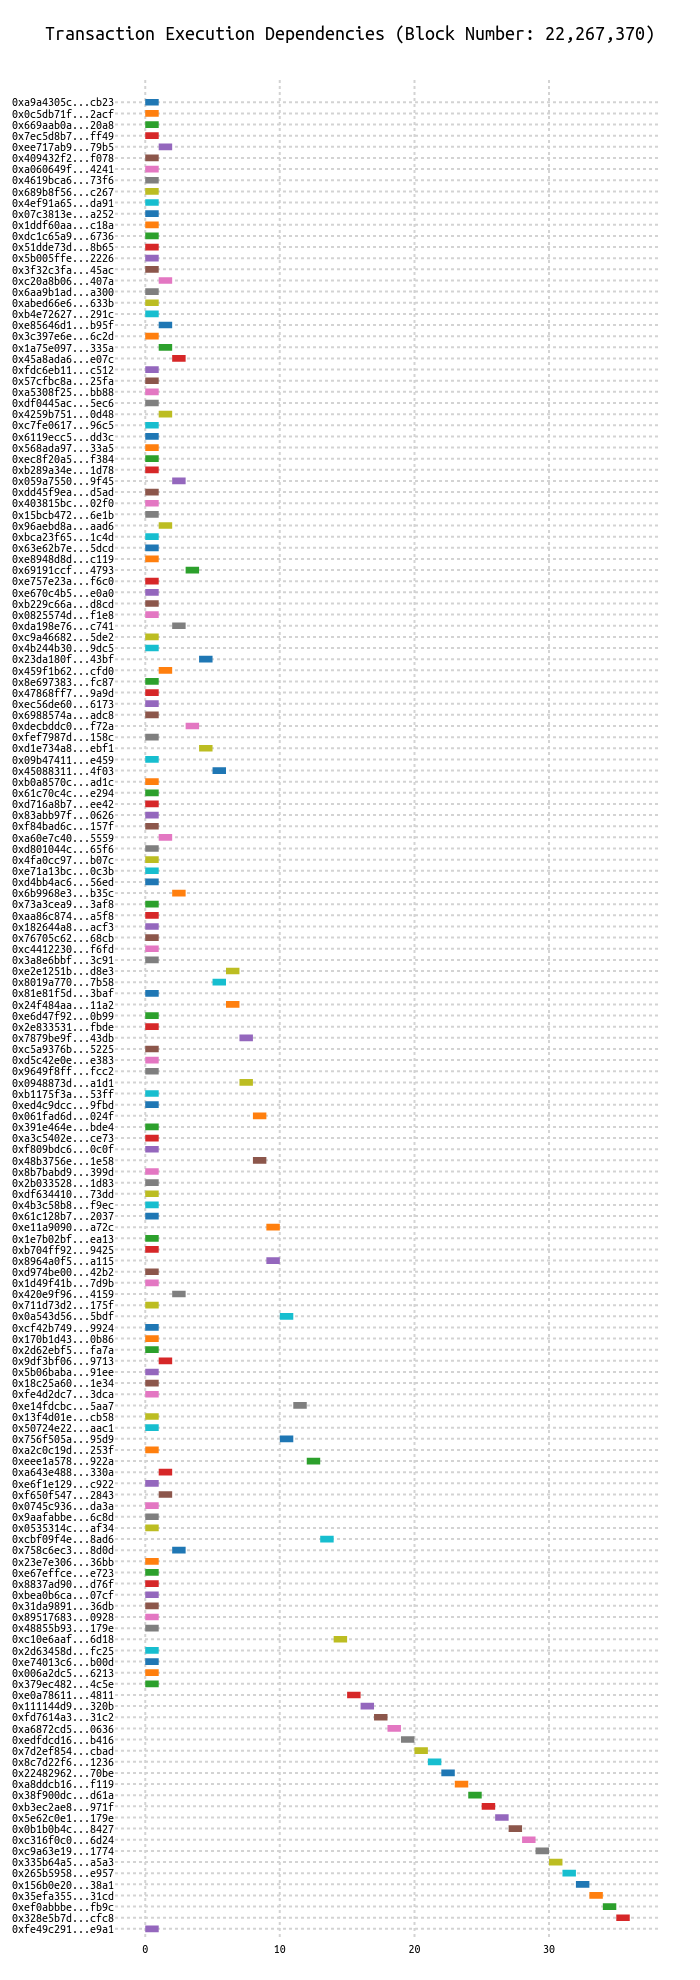 Transaction Execution Dependencies (Block Number: 22,267,370)
0xa9a4305c...cb23
0x0c5db71f...2acf
0x669aab0a...20a8
0x7ec5d8b7...ff49
0xee717ab9...79b5
0x409432f2...f078
0xa060649f...4241
0x4619bca6...73f6
0x689b8f56...c267
0x4ef91a65...da91
0x07c3813e...a252
0x1ddf60aa...c18a
0xdc1c65a9...6736
0x51dde73d...8b65
0x5b005ffe...2226
0x3f32c3fa...45ac
0xc20a8b06...407a
0x6aa9b1ad...a300
0xabed66e6...633b
0xb4e72627...291c
0xe85646d1...b95f
0x3c397e6e...6c2d
0x1a75e097...335a
0x45a8ada6...e07c
0xfdc6eb11...c512
0x57cfbc8a...25fa
0xa5308f25...bb88
0xdf0445ac...5ec6
0x4259b751...0d48
0xc7fe0617...96c5
0x6119ecc5...dd3c
0x568ada97...33a5
0xec8f20a5...f384
0xb289a34e...1d78
0x059a7550...9f45
0xdd45f9ea...d5ad
0x403815bc...02f0
0x15bcb472...6e1b
0x96aebd8a...aad6
0xbca23f65...1c4d
0x63e62b7e...5dcd
0xe8948d8d...c119
0x69191ccf...4793
0xe757e23a...f6c0
0xe670c4b5...e0a0
0xb229c66a...d8cd
0x0825574d...f1e8
0xda198e76...c741
0xc9a46682...5de2
0x4b244b30...9dc5
0x23da180f...43bf
0x459f1b62...cfd0
0x8e697383...fc87
0x47868ff7...9a9d
0xec56de60...6173
0x6988574a...adc8
0xdecbddc0...f72a
0xfef7987d...158c
0xd1e734a8...ebf1
0x09b47411...e459
0x45088311...4f03
0xb0a8570c...ad1c
0x61c70c4c...e294
0xd716a8b7...ee42
0x83abb97f...0626
0xf84bad6c...157f
0xa60e7c40...5559
0xd801044c...65f6
0x4fa0cc97...b07c
0xe71a13bc...0c3b
0xd4bb4ac6...56ed
0x6b9968e3...b35c
0x73a3cea9...3af8
0xaa86c874...a5f8
0x182644a8...acf3
0x76705c62...68cb
0xc4412230...f6fd
0x3a8e6bbf...3c91
0xe2e1251b...d8e3
0x8019a770...7b58
0x81e81f5d...3baf
0x24f484aa...11a2
0xe6d47f92...0b99
0x2e833531...fbde
0x7879be9f...43db
0xc5a9376b...5225
0xd5c42e0e...e383
0x9649f8ff...fcc2
0x0948873d...a1d1
0xb1175f3a...53ff
0xed4c9dcc...9fbd
0x061fad6d...024f
0x391e464e...bde4
0xa3c5402e...ce73
0xf809bdc6...0c0f
0x48b3756e...1e58
0x8b7babd9...399d
0x2b033528...1d83
0xdf634410...73dd
0x4b3c58b8...f9ec
0x61c128b7...2037
0xe11a9090...a72c
0x1e7b02bf...ea13
0xb704ff92...9425
0x8964a0f5...a115
0xd974be00...42b2
0x1d49f41b...7d9b
0x420e9f96...4159
0x711d73d2...175f
0x0a543d56...5bdf
0xcf42b749...9924
0x170b1d43...0b86
0x2d62ebf5...fa7a
0x9df3bf06...9713
0x5b06baba...91ee
0x18c25a60...1e34
0xfe4d2dc7...3dca
0xe14fdcbc...5aa7
0x13f4d01e...cb58
0x50724e22...aac1
0x756f505a...95d9
0xa2c0c19d...253f
0xeee1a578...922a
0xa643e488...330a
0xe6f1e129...c922
0xf650f547...2843
0x0745c936...da3a
0x9aafabbe...6c8d
0x0535314c...af34
0xcbf09f4e...8ad6
0x758c6ec3...8d0d
0x23e7e306...36bb
0xe67effce...e723
0x8837ad90...d76f
0xbea0b6ca...07cf
0x31da9891...36db
0x89517683...0928
0x48855b93...179e
0xc10e6aaf...6d18
0x2d63458d...fc25
0xe74013c6...b00d
0x006a2dc5...6213
0x379ec482...4c5e
0xe0a78611...4811
0x111144d9...320b
0xfd7614a3...31c2
0xa6872cd5...0636
0xedfdcd16...b416
0x7d2ef854...cbad
0x8c7d22f6...1236
0x22482962...70be
0xa8ddcb16...f119
0x38f900dc...d61a
0xb3ec2ae8...971f
0x5e62c0e1...179e
0x0b1b0b4c...8427
0xc316f0c0...6d24
0xc9a63e19...1774
0x335b64a5...a5a3
0x265b5958...e957
0x156b0e20...38a1
0x35efa355...31cd
0xef0abbbe...fb9c
0x328e5b7d...cfc8
0xfe49c291...e9a1
0 10 20 30